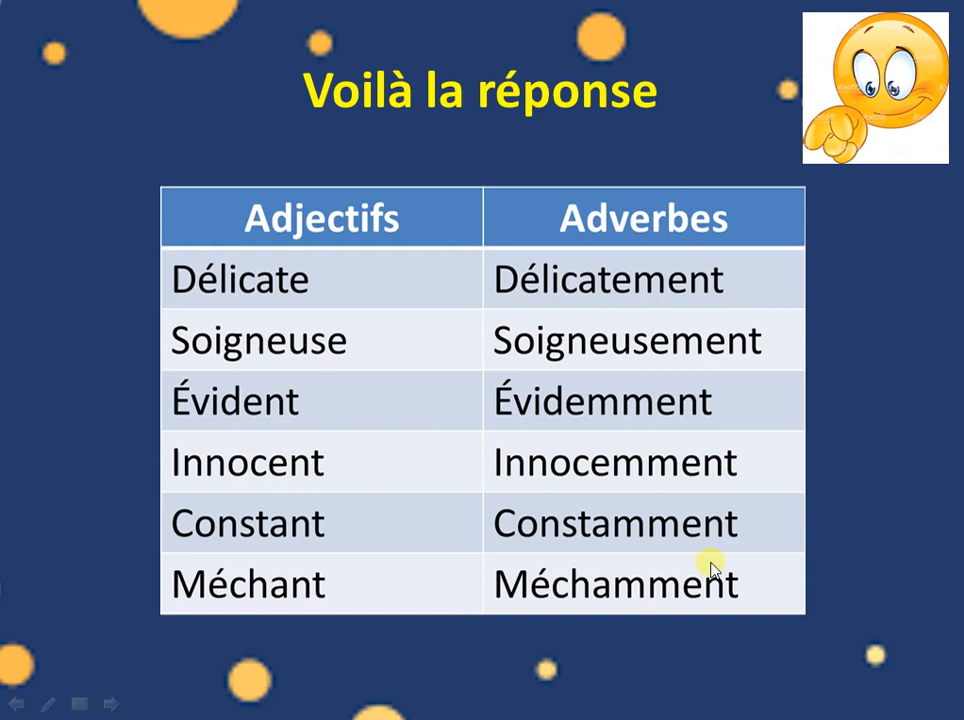 Voilà la réponse
Adjectifs Adverbes
Délicate Délicatement
Soigneuse Soigneusement
Évident Évidemment
Innocent Innocemment
Constant Constamment
Méchant Méchamment